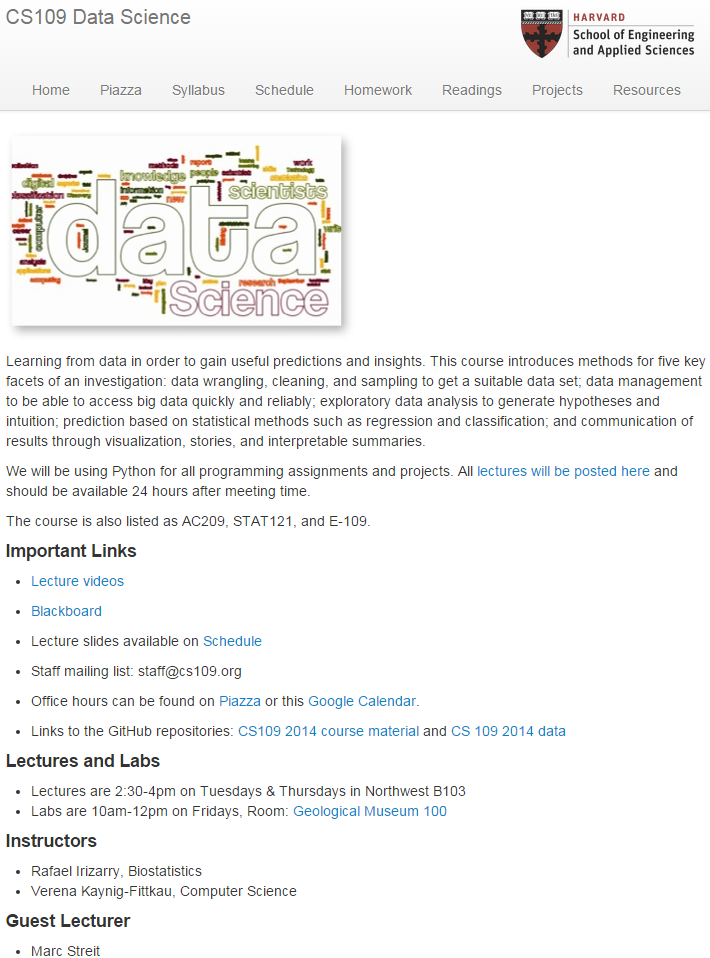 CS109 Data Science
HARVARD
School of Engineering
and Applied Sciences
Home Piazza Syllabus Schedule Homework Readings Projects Resources
methods report work
knowledge people
digital information scientists
classification new
data
computer
analysis
computing research
Science
Learning from data in order to gain useful predictions and insights. This course introduces methods for five key
facets of an investigation: data wrangling, cleaning, and sampling to get a suitable data set; data management
to be able to access big data quickly and reliably; exploratory data analysis to generate hypotheses and
intuition; prediction based on statistical methods such as regression and classification; and communication of
results through visualization, stories, and interpretable summaries.
We will be using Python for all programming assignments and projects. All lectures will be posted here and
should be available 24 hours after meeting time.
The course is also listed as AC209, STAT121, and E-109.
Important Links
• Lecture videos
• Blackboard
• Lecture slides available on Schedule
• Staff mailing list: staff@cs109.org
• Office hours can be found on Piazza or this Google Calendar.
• Links to the GitHub repositories: CS109 2014 course material and CS 109 2014 data
Lectures and Labs
• Lectures are 2:30-4pm on Tuesdays & Thursdays in Northwest B103
• Labs are 10am-12pm on Fridays, Room: Geological Museum 100
Instructors
• Rafael Irizarry, Biostatistics
• Verena Kaynig-Fittkau, Computer Science
Guest Lecturer
• Marc Streit